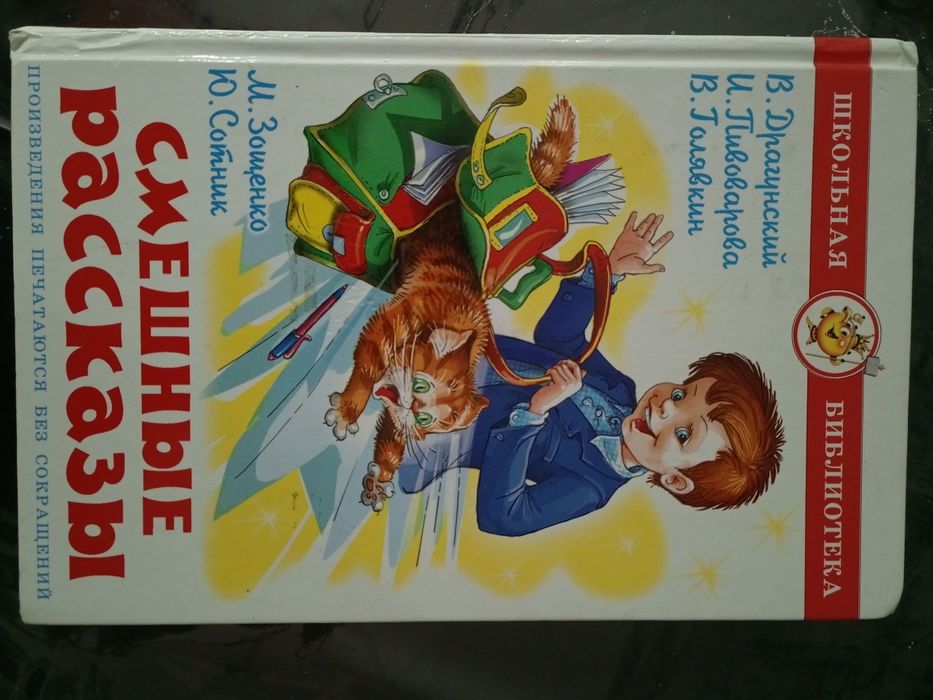 ШКОЛЬНАЯ БИБЛИОТЕКА
В. Драгунский
И. Пивоварова
В. Голявкин
М. Зощенко
Ю. Сотник
смешные
рассказы
ПРОИЗВЕДЕНИЯ ПЕЧАТАЮТСЯ БЕЗ СОКРАЩЕНИЙ